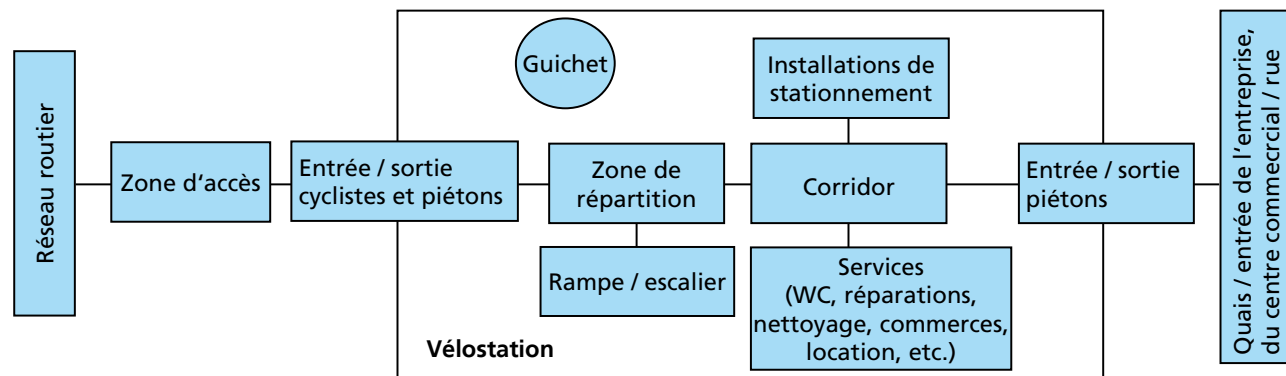 Réseau routier
Zone d'accès
Entrée / sortie
cyclistes et piétons
Guichet
Zone de
répartition
Rampe / escalier
Installations de
stationnement
Corridor
Services
(WC, réparations,
nettoyage, commerces,
location, etc.)
Vélostation
Entrée / sortie
piétons
Quais / entrée de l'entreprise,
du centre commecrcial / rue